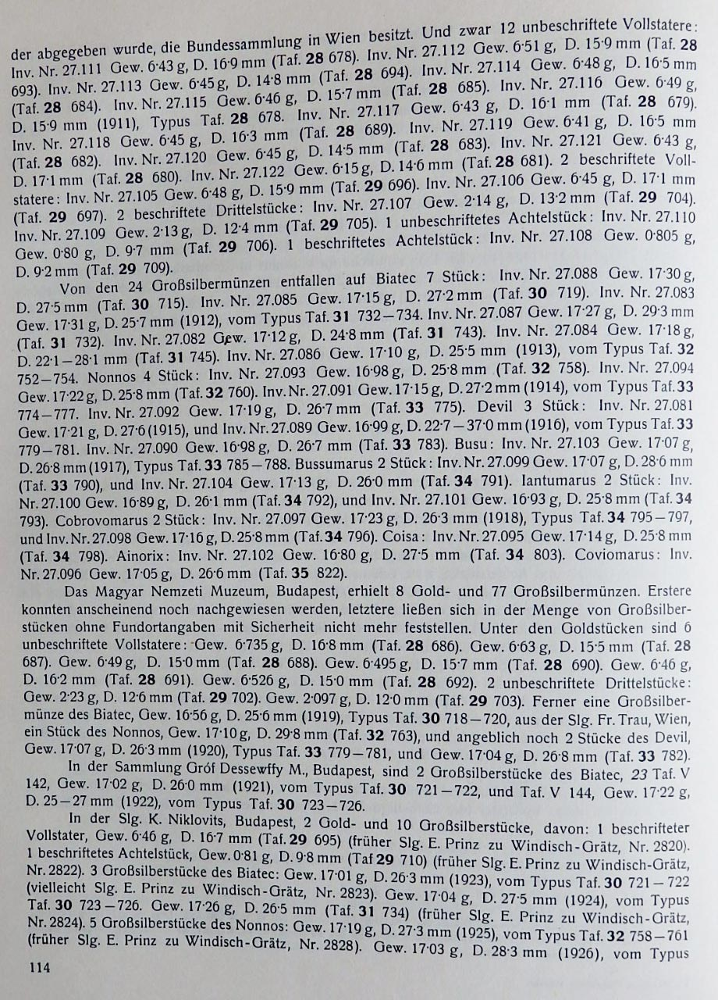 der abgegeben wurde, die Bundessammlung in Wien besitzt. Und zwar 12 unbeschriftete Vollstatere:
Inv. Nr. 27.111 Gew. 6·43 g, D. 16·9 mm (Taf. 28 678). Inv. Nr. 27.112 Gew. 6·51 g, D. 15·9 mm (Taf. 28
693). Inv. Nr. 27.113 Gew. 6·45 g, D. 14·8 mm (Taf. 28 694). Inv. Nr. 27.114 Gew. 6·48 g, D. 16·5 mm
(Taf. 28 684). Inv. Nr. 27.115 Gew. 6·46 g, D. 15·7 mm (Taf. 28 685). Inv. Nr. 27.116 Gew. 6·49 g,
D. 15·9 mm (1911), Typus Taf. 28 678. Inv. Nr. 27.117 Gew. 6·43 g, D. 16·1 mm (Taf. 28 679).
Inv. Nr. 27.118 Gew. 6·45 g, D. 16·3 mm (Taf. 28 689). Inv. Nr. 27.119 Gew. 6·41 g, D. 16·5 mm
(Taf. 28 682). Inv. Nr. 27.120 Gew. 6·45 g, D. 14·5 mm (Taf. 28 683). Inv. Nr. 27.121 Gew. 6·43 g,
D. 17·1 mm (Taf. 28 680). Inv. Nr. 27.122 Gew. 6·15 g, D. 14·6 mm (Taf. 28 681). 2 beschriftete Voll-
statere: Inv. Nr. 27.105 Gew. 6·48 g, D. 15·9 mm (Taf. 29 696). Inv. Nr. 27.106 Gew. 6·45 g, D. 17·1 mm
(Taf. 29 697). 2 beschriftete Drittelstücke: Inv. Nr. 27.107 Gew. 2·14 g, D. 13·2 mm (Taf. 29 704).
Inv. Nr. 27.109 Gew. 2·13 g, D. 12·4 mm (Taf. 29 705). 1 unbeschriftetes Achtelstück: Inv. Nr. 27.110
Gew. 0·80 g, D. 9·7 mm (Taf. 29 706). 1 beschriftetes Achtelstück: Inv. Nr. 27.108 Gew. 0·805 g,
D. 9·2 mm (Taf. 29 709).
Von den 24 Großsilbermünzen entfallen auf Biatec 7 Stück: Inv. Nr. 27.088 Gew. 17·30 g,
D. 27·5 mm (Taf. 30 715). Inv. Nr. 27.085 Gew. 17·15 g, D. 27·2 mm (Taf. 30 719). Inv. Nr. 27.083
Gew. 17·31 g, D. 25·7 mm (1912), vom Typus Taf. 31 732–734. Inv. Nr. 27.087 Gew. 17·27 g, D. 29·3 mm
(Taf. 31 732). Inv. Nr. 27.082 Gew. 17·12 g, D. 24·8 mm (Taf. 31 743). Inv. Nr. 27.084 Gew. 17·18 g,
D. 22·1–28·1 mm (Taf. 31 745). Inv. Nr. 27.086 Gew. 17·10 g, D. 25·5 mm (1913), vom Typus Taf. 32
752–754. Nonnos 4 Stück: Inv. Nr. 27.093 Gew. 16·98 g, D. 25·8 mm (Taf. 32 758). Inv. Nr. 27.094
Gew. 17·22 g, D. 25·8 mm (Taf. 32 760). Inv. Nr. 27.091 Gew. 17·15 g, D. 27·2 mm (1914), vom Typus Taf. 33
774–777. Inv. Nr. 27.092 Gew. 17·19 g, D. 26·7 mm (Taf. 33 775). Devil 3 Stück: Inv. Nr. 27.081
Gew. 17·21 g, D. 27·6 (1915), und Inv. Nr. 27.089 Gew. 16·99 g, D. 22·7–37·0 mm (1916), vom Typus Taf. 33
779–781. Inv. Nr. 27.090 Gew. 16·98 g, D. 26·7 mm (Taf. 33 783). Busu: Inv. Nr. 27.103 Gew. 17·07 g,
D. 26·8 mm (1917), Typus Taf. 33 785–788. Bussumarus 2 Stück: Inv. Nr. 27.099 Gew. 17·07 g, D. 28·6 mm
(Taf. 33 790), und Inv. Nr. 27.104 Gew. 17·13 g, D. 26·0 mm (Taf. 34 791). Iantumarus 2 Stück: Inv.
Nr. 27.100 Gew. 16·89 g, D. 26·1 mm (Taf. 34 792), und Inv. Nr. 27.101 Gew. 16·93 g, D. 25·8 mm (Taf. 34
793). Cobrovomarus 2 Stück: Inv. Nr. 27.097 Gew. 17·23 g, D. 26·3 mm (1918), Typus Taf. 34 795–797,
und Inv. Nr. 27.098 Gew. 17·16 g, D. 25·8 mm (Taf. 34 796). Coisa: Inv. Nr. 27.095 Gew. 17·14 g, D. 25·8 mm
(Taf. 34 798). Ainorix: Inv. Nr. 27.102 Gew. 16·80 g, D. 27·5 mm (Taf. 34 803). Coviomarus: Inv.
Nr. 27.096 Gew. 17·05 g, D. 26·6 mm (Taf. 35 822).
Das Magyar Nemzeti Muzeum, Budapest, erhielt 8 Gold- und 77 Großsilbermünzen. Erstere
konnten anscheinend noch nachgewiesen werden, letztere ließen sich in der Menge von Großsilber-
stücken ohne Fundortangaben mit Sicherheit nicht mehr feststellen. Unter den Goldstücken sind 6
unbeschriftete Vollstatere: Gew. 6·735 g, D. 16·8 mm (Taf. 28 686). Gew. 6·63 g, D. 15·5 mm (Taf. 28
687). Gew. 6·49 g, D. 15·0 mm (Taf. 28 688). Gew. 6·495 g, D. 15·7 mm (Taf. 28 690). Gew. 6·46 g,
D. 16·2 mm (Taf. 28 691). Gew. 6·526 g, D. 15·0 mm (Taf. 28 692). 2 unbeschriftete Drittelstücke:
Gew. 2·23 g, D. 12·6 mm (Taf. 29 702). Gew. 2·097 g, D. 12·0 mm (Taf. 29 703). Ferner eine Großsilber-
münze des Biatec, Gew. 16·56 g, D. 25·6 mm (1919), Typus Taf. 30 718–720, aus der Slg. Fr. Trau, Wien,
ein Stück des Nonnos, Gew. 17·10 g, D. 29·8 mm (Taf. 32 763), und angeblich noch 2 Stücke des Devil,
Gew. 17·07 g, D. 26·3 mm (1920), Typus Taf. 33 779–781, und Gew. 17·04 g, D. 26·8 mm (Taf. 33 782).
In der Sammlung Gróf Dessewffy M., Budapest, sind 2 Großsilberstücke des Biatec, 23 Taf. V
142, Gew. 17·02 g, D. 26·0 mm (1921), vom Typus Taf. 30 721–722, und Taf. V 144, Gew. 17·22 g,
D. 25–27 mm (1922), vom Typus Taf. 30 723–726.
In der Slg. K. Niklovits, Budapest, 2 Gold- und 10 Großsilberstücke, davon: 1 beschrifteter
Vollstater, Gew. 6·46 g, D. 16·7 mm (Taf. 29 695) (früher Slg. E. Prinz zu Windisch-Grätz, Nr. 2820).
1 beschriftetes Achtelstück, Gew. 0·81 g, D. 9·8 mm (Taf 29 710) (früher Slg. E. Prinz zu Windisch-Grätz,
Nr. 2822). 3 Großsilberstücke des Biatec: Gew. 17·01 g, D. 26·3 mm (1923), vom Typus Taf. 30 721–722
(vielleicht Slg. E. Prinz zu Windisch-Grätz, Nr. 2823). Gew. 17·04 g, D. 27·5 mm (1924), vom Typus
Taf. 30 723–726. Gew. 17·26 g, D. 26·5 mm (Taf. 31 734) (früher Slg. E. Prinz zu Windisch-Grätz,
Nr. 2824). 5 Großsilberstücke des Nonnos: Gew. 17·19 g, D. 27·3 mm (1925), vom Typus Taf. 32 758–761
(früher Slg. E. Prinz zu Windisch-Grätz, Nr. 2828). Gew. 17·03 g, D. 28·3 mm (1926), vom Typus
114